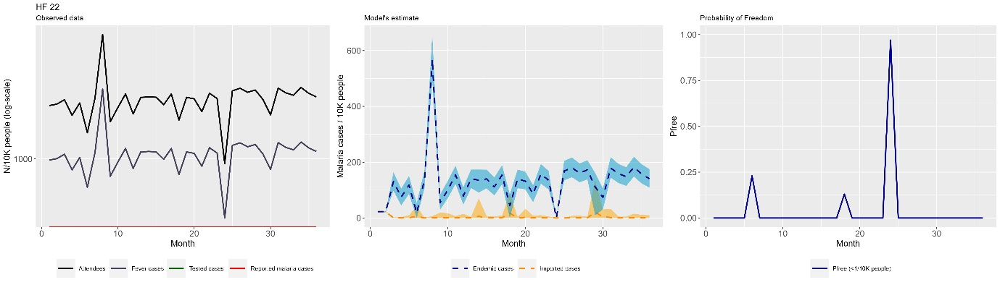 HF 22
Observed data
N/10K people (log-scale)
1000
0 10 20 30
Month
Attendees Fever cases Tested cases Reported malaria cases
Model's estimate
Malaria cases / 10K people
600
400
200
0
0 10 20 30
Month
Endemic cases Imported cases
Probability of Freedom
Pfree
1.00
0.75
0.50
0.25
0.00
0 10 20 30
Month
Pfree (<1/10K people)